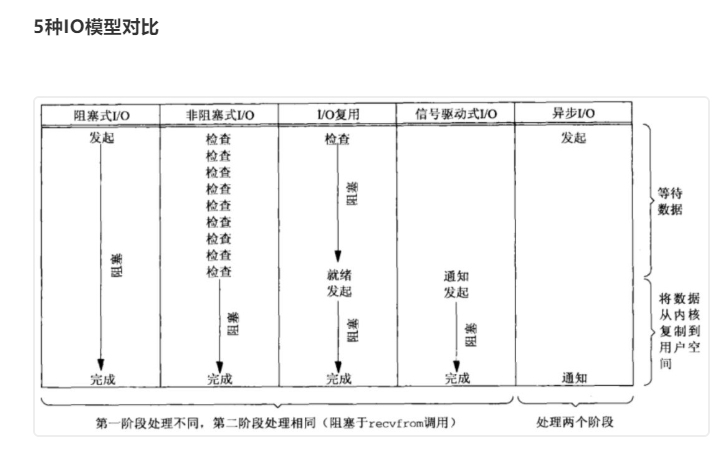 5种IO模型对比
阻塞式I/O 非阻塞式I/O I/O复用 信号驱动式I/O 异步I/O
发起 检查 检查 发起
检查
检查
检查 阻塞
检查
检查
检查
检查
阻塞 检查 就绪 通知
发起 发起
阻塞 阻塞 阻塞
完成 完成 完成 完成 通知
等待
数据
将数据
从内核
复制到
用户空
间
第一阶段处理不同，第二阶段处理相同（阻塞于recvfrom调用） 处理两个阶段